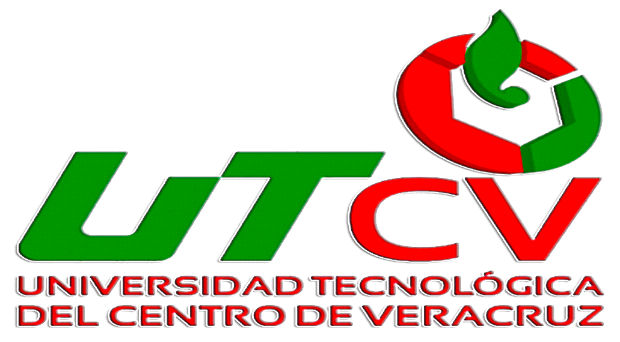 UTCV
UNIVERSIDAD TECNOLÓGICA
DEL CENTRO DE VERACRUZ